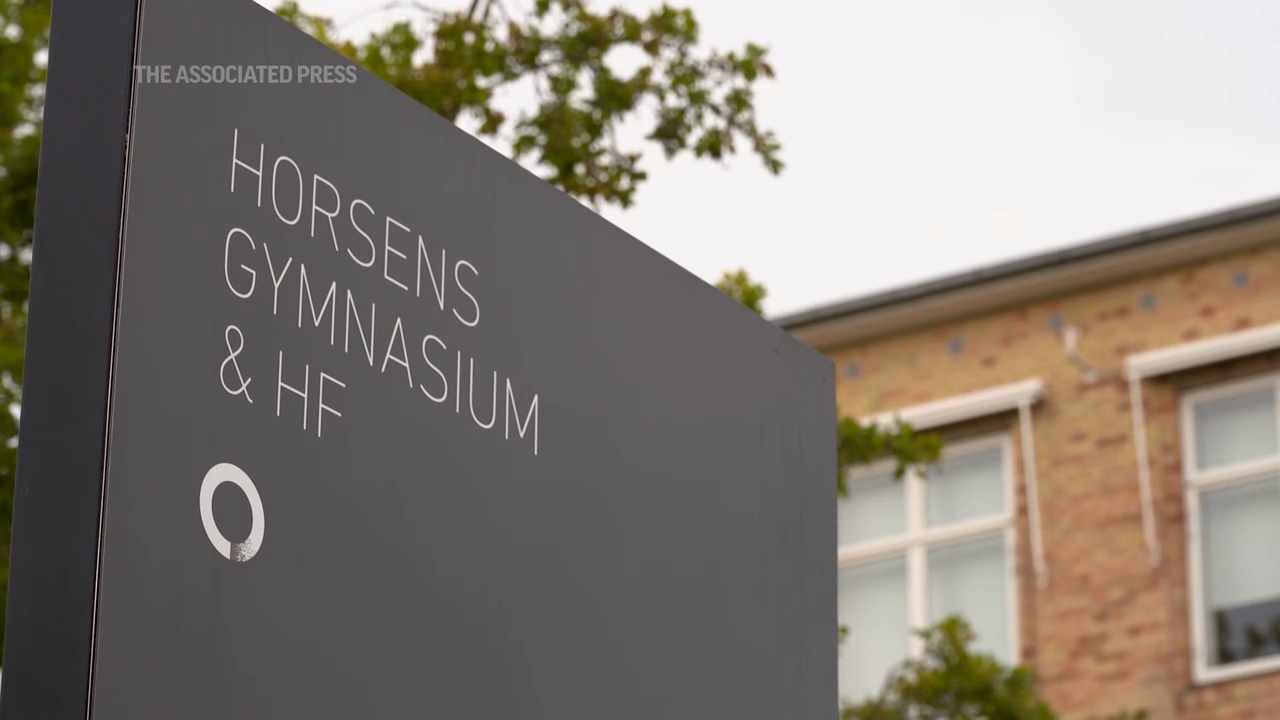 THE ASSOCIATED PRESS
HORSENS
GYMNASIUM
& HF